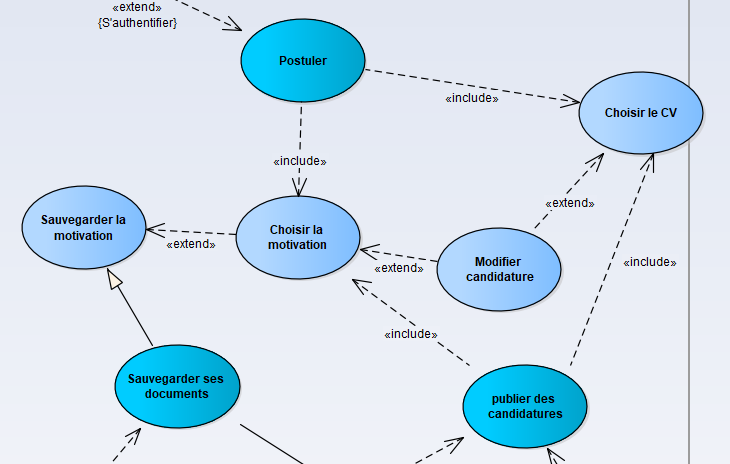 «extend»
{S'authentifier}
Postuler
«include»
Choisir le CV
«include»
«extend»
Sauvegarder la
motivation
Choisir la
motivation
«extend»
Modifier
candidature
«extend»
«include»
«include»
Sauvegarder ses
documents
publier des
candidatures